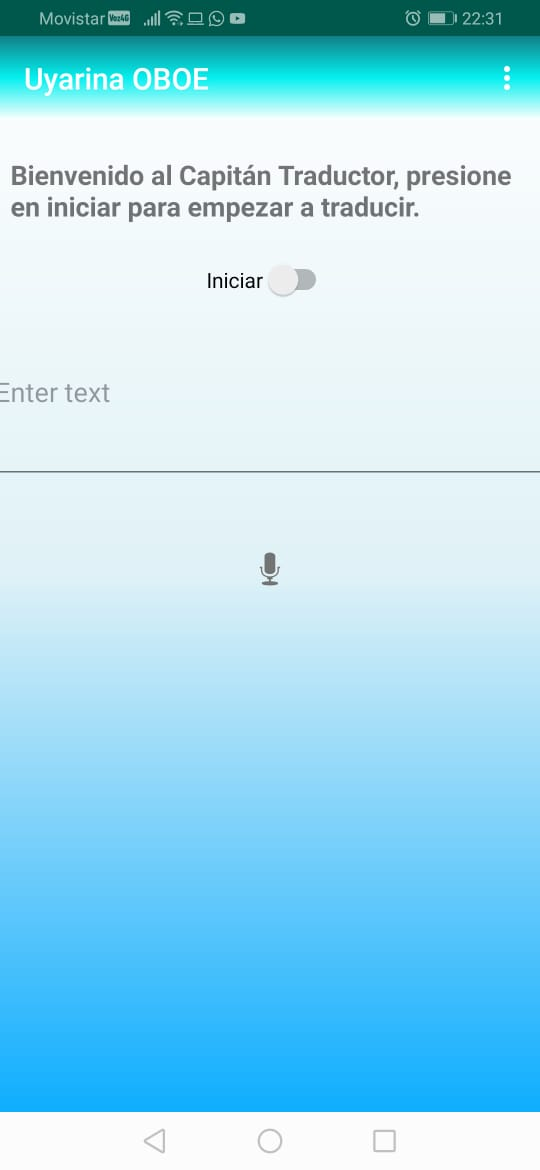 Movistar Voz4G 22:31
Uyarina OBOE
Bienvenido al Capitán Traductor, presione
en iniciar para empezar a traducir.
Iniciar
Enter text